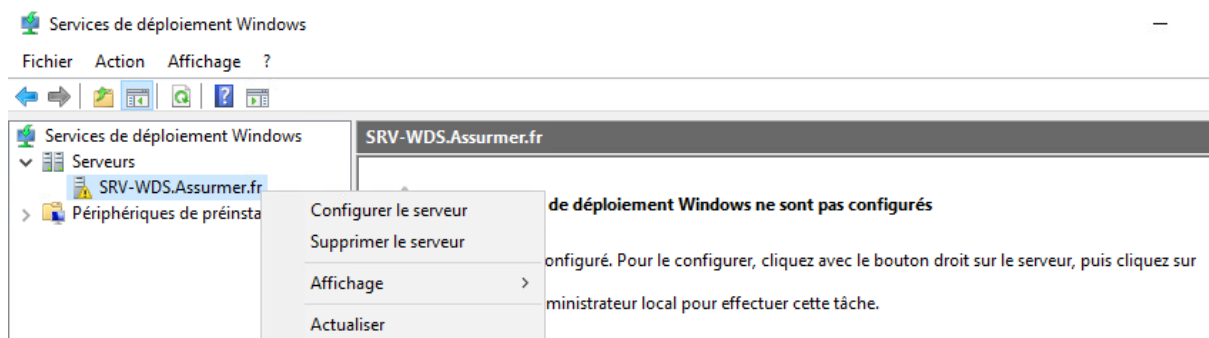 Services de déploiement Windows
Fichier Action Affichage ?
Services de déploiement Windows
SRV-WDS.Assurmer.fr
Serveurs
SRV-WDS.Assurmer.fr
Périphériques de préinsta
Configurer le serveur
Supprimer le serveur
Affichage
Actualiser
de déploiement Windows ne sont pas configurés
onfiguré. Pour le configurer, cliquez avec le bouton droit sur le serveur, puis cliquez sur
ministrateur local pour effectuer cette tâche.